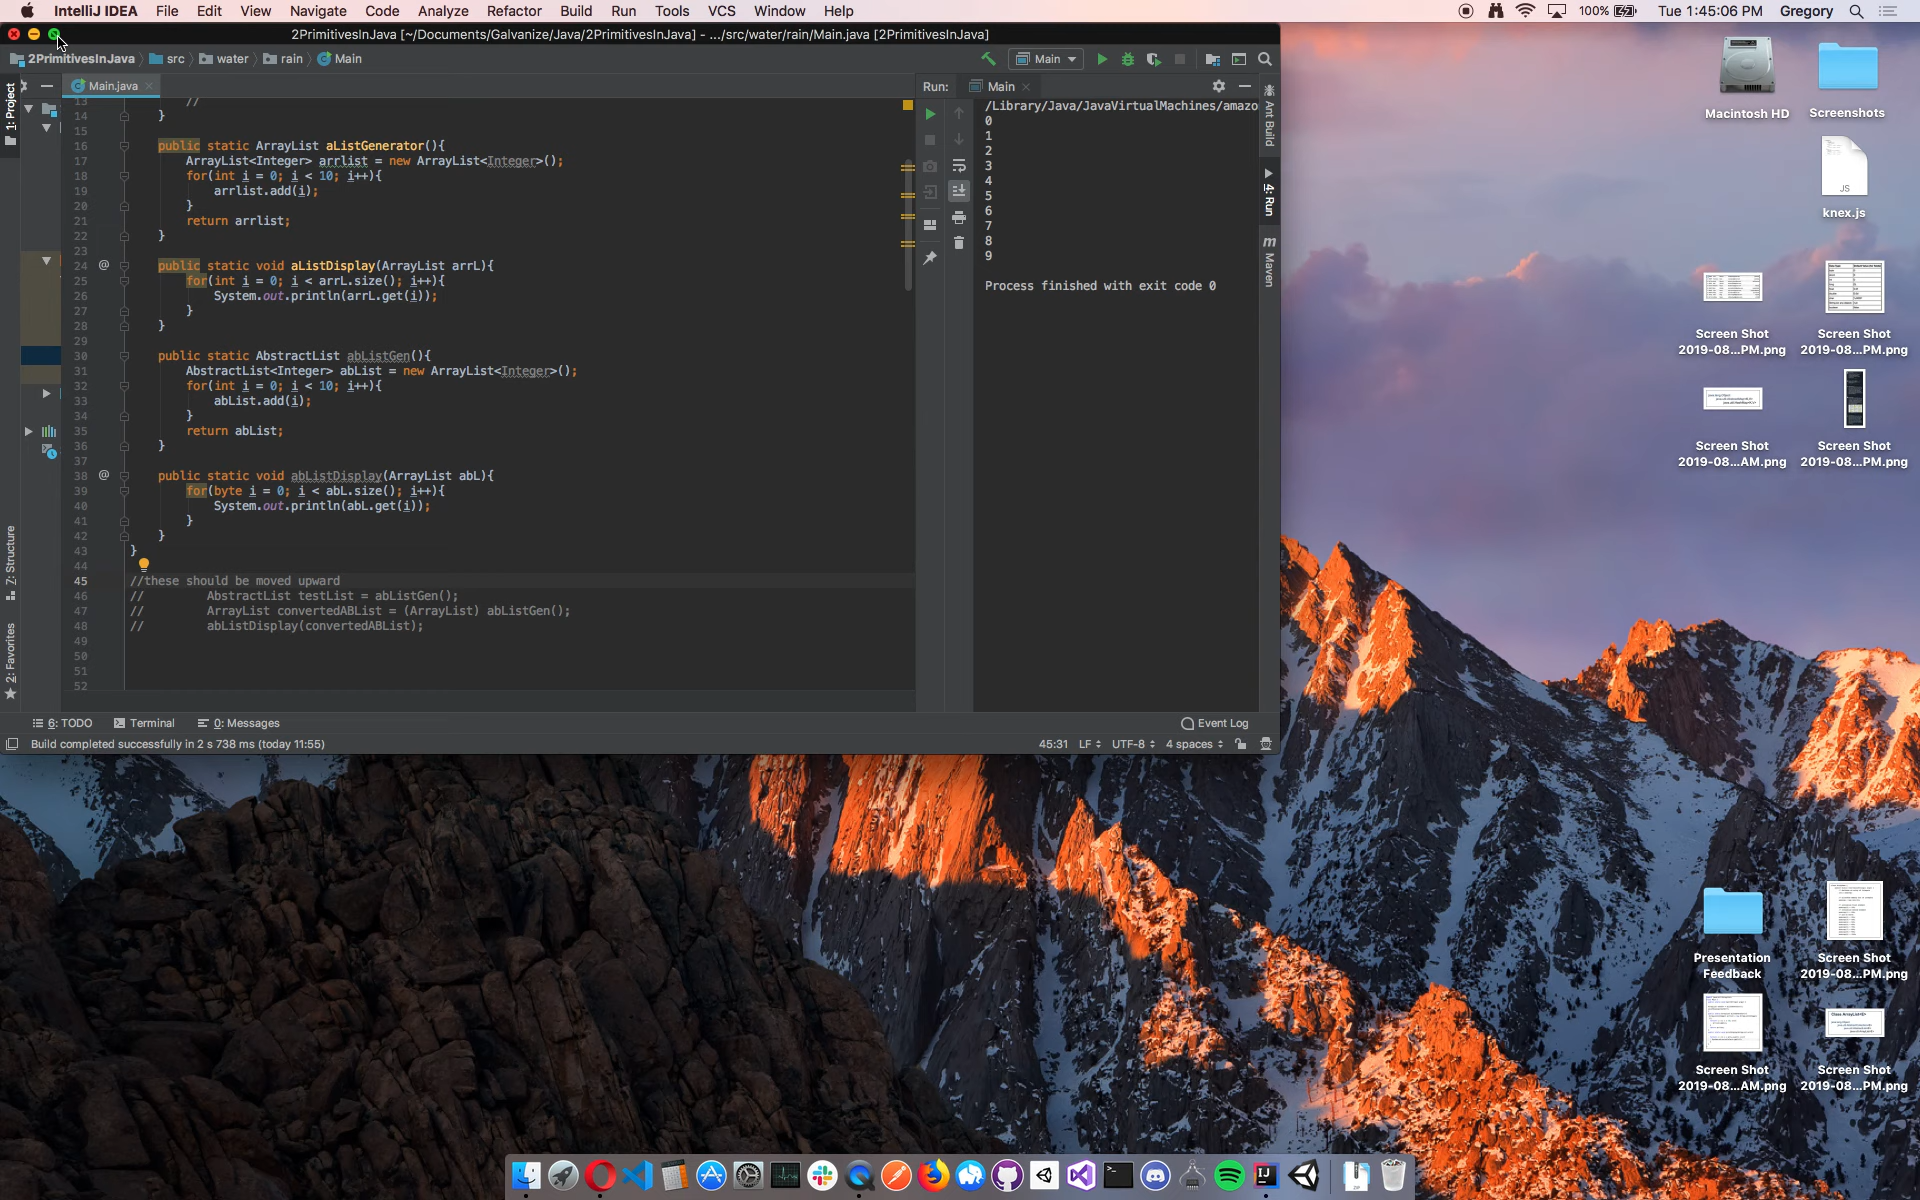 IntelliJ IDEA File Edit View Navigate Code Analyze Refactor Build Run Tools VCS Window Help 100% Tue 1:45:06 PM Gregory
2PrimitivesInJava [~/Documents/Galvanize/Java/2PrimitivesInJava] - .../src/water/rain/Main.java [2PrimitivesInJava]
2PrimitivesInJava src water rain Main Main
1: Project
Main.java
13 //
14 }
15
16 public static ArrayList aListGenerator(){
17 ArrayList<Integer> arrlist = new ArrayList<Integer>();
18 for(int i = 0; i < 10; i++){
19 arrlist.add(i);
20 }
21 return arrlist;
22 }
23
24 @ public static void aListDisplay(ArrayList arrL){
25 for(int i = 0; i < arrL.size(); i++){
26 System.out.println(arrL.get(i));
27 }
28 }
29
30 public static AbstractList abListGen(){
31 AbstractList<Integer> abList = new ArrayList<Integer>();
32 for(int i = 0; i < 10; i++){
33 abList.add(i);
34 }
35 return abList;
36 }
37
38 @ public static void abListDisplay(ArrayList abL){
39 for(byte i = 0; i < abL.size(); i++){
40 System.out.println(abL.get(i));
41 }
42 }
43 }
44
45 //these should be moved upward
46 // AbstractList testList = abListGen();
47 // ArrayList convertedABList = (ArrayList) abListGen();
48 // abListDisplay(convertedABList);
49
50
51
52
Z: Structure
2: Favorites
Run: Main
/Library/Java/JavaVirtualMachines/amazo
0
1
2
3
4
5
6
7
8
9
Process finished with exit code 0
Ant Build
4: Run
m Maven
6: TODO Terminal 0: Messages Event Log
Build completed successfully in 2 s 738 ms (today 11:55) 45:31 LF UTF-8 4 spaces
Macintosh HD
Screenshots
JS
knex.js
Screen Shot
2019-08...PM.png
Screen Shot
2019-08...PM.png
Screen Shot
2019-08...AM.png
Screen Shot
2019-08...PM.png
Presentation
Feedback
Screen Shot
2019-08...PM.png
Screen Shot
2019-08...AM.png
Class ArrayList<E>
Screen Shot
2019-08...PM.png
IJ